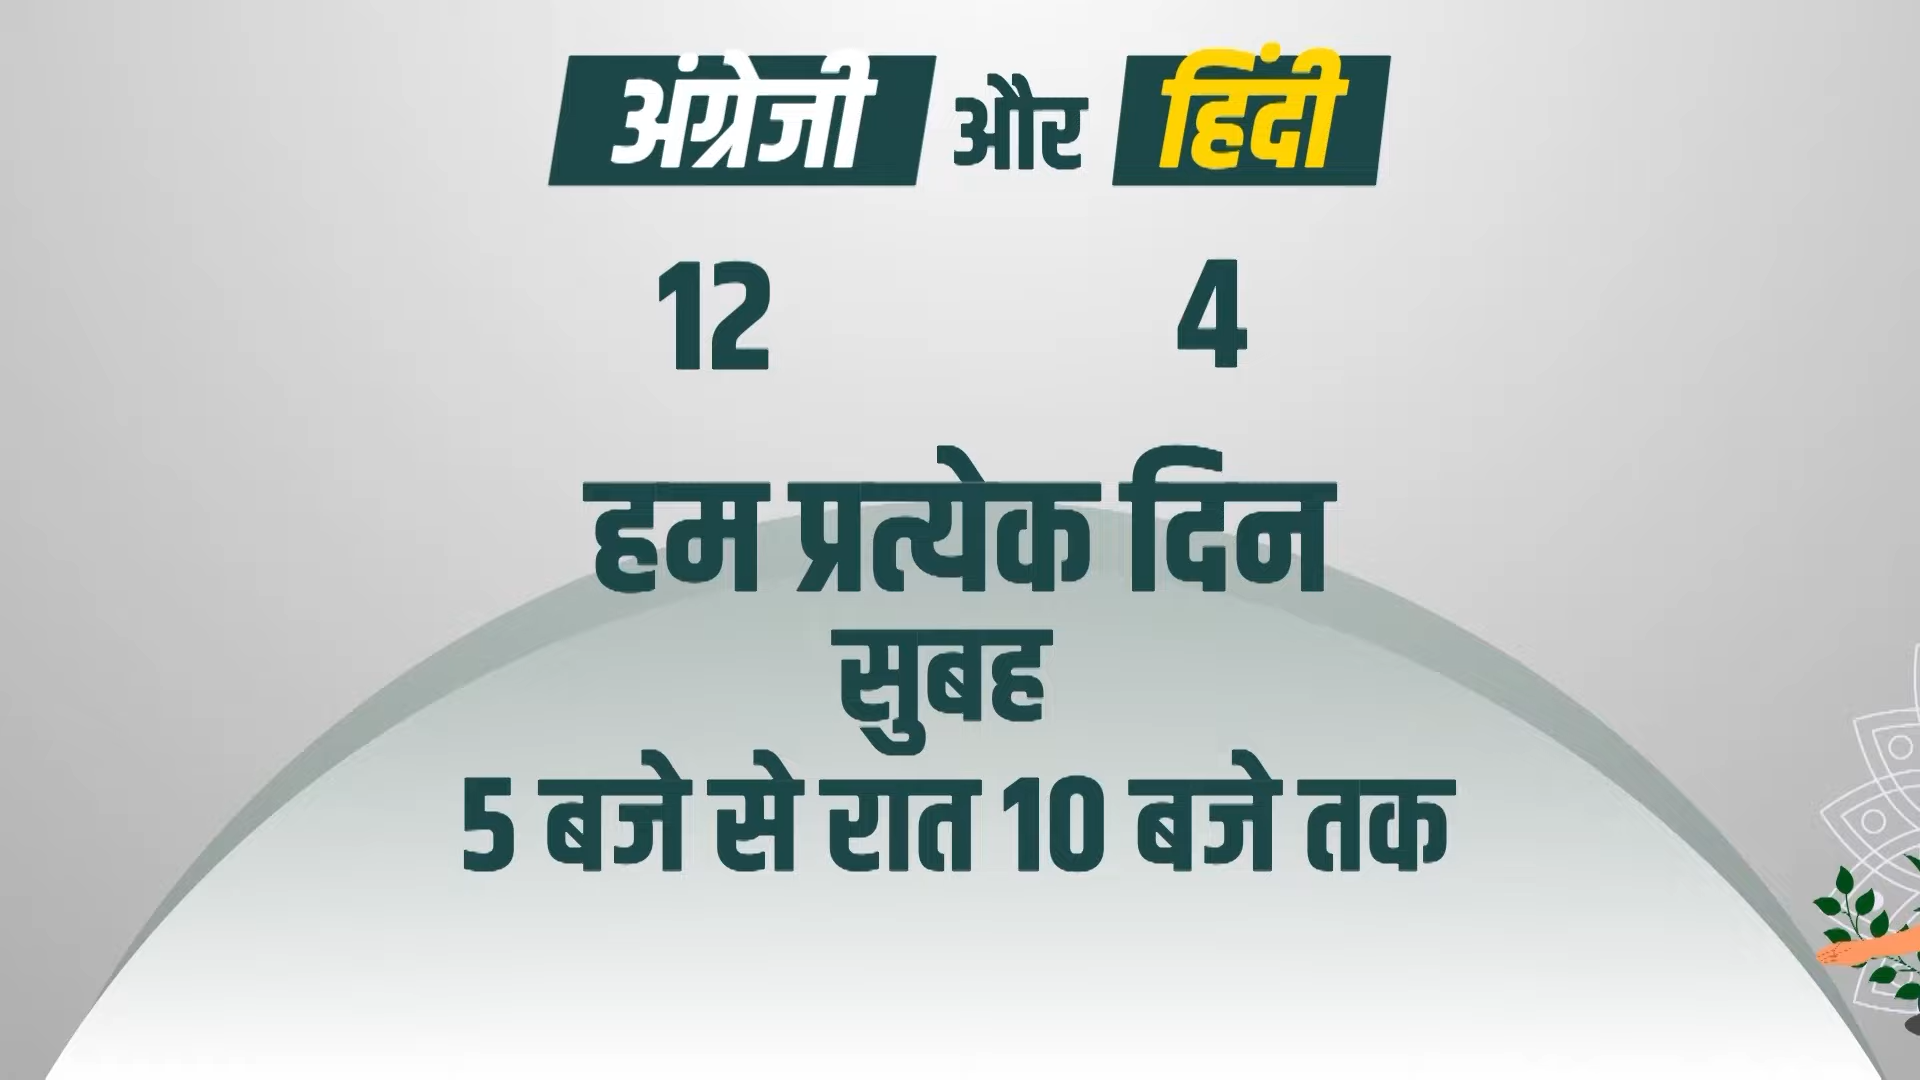 अंग्रेजी और हिंदी
12 4
हम प्रत्येक दिन
सुबह
5 बजे से रात 10 बजे तक